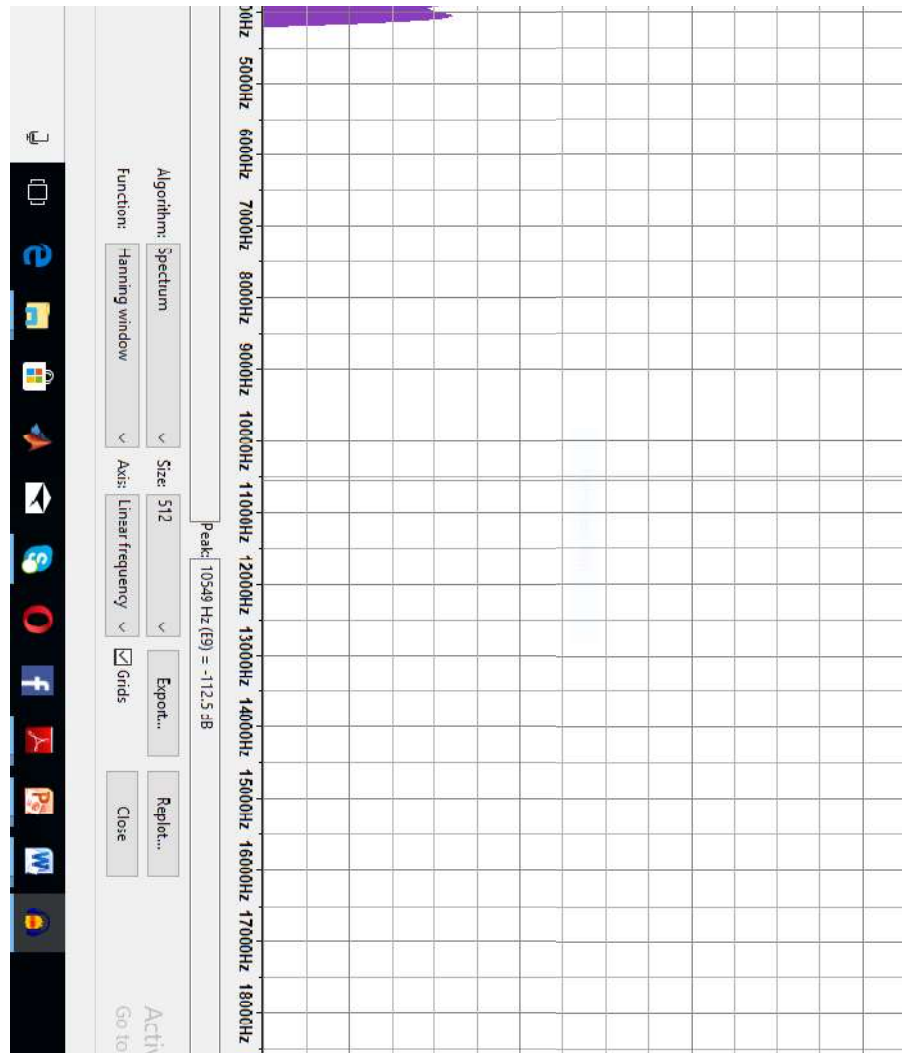 0Hz 5000Hz 6000Hz 7000Hz 8000Hz 9000Hz 10000Hz 11000Hz 12000Hz 13000Hz 14000Hz 15000Hz 16000Hz 17000Hz 18000Hz
Peak: 10549 Hz (E9) = -112.5 dB
Algorithm: Spectrum Size: 512 Export... Replot...
Function: Hanning window Axis: Linear frequency Grids Close
Activ
Go to